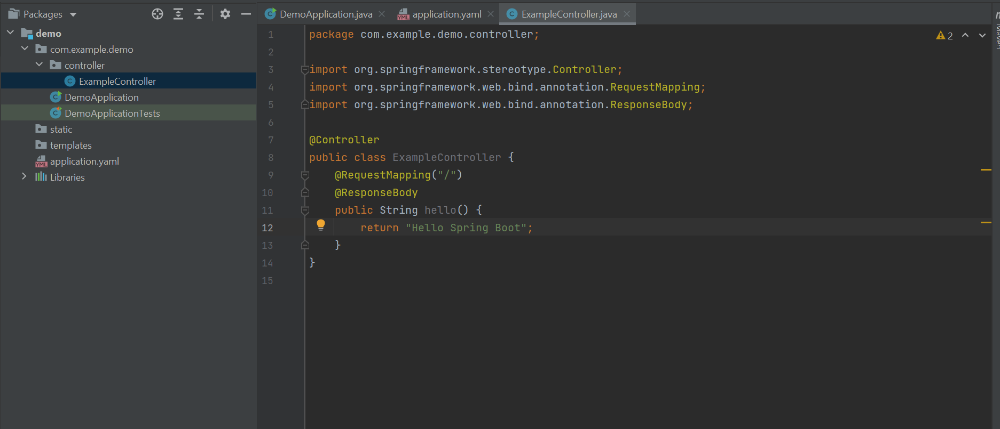 Packages
demo
com.example.demo
controller
ExampleController
DemoApplication
DemoApplicationTests
static
templates
YML application.yaml
Libraries
C DemoApplication.java
YML application.yaml
C ExampleController.java
2
Maven
1 package com.example.demo.controller;
2
3 import org.springframework.stereotype.Controller;
4 import org.springframework.web.bind.annotation.RequestMapping;
5 import org.springframework.web.bind.annotation.ResponseBody;
6
7 @Controller
8 public class ExampleController {
9 @RequestMapping("/")
10 @ResponseBody
11 public String hello() {
12 return "Hello Spring Boot";
13 }
14 }
15